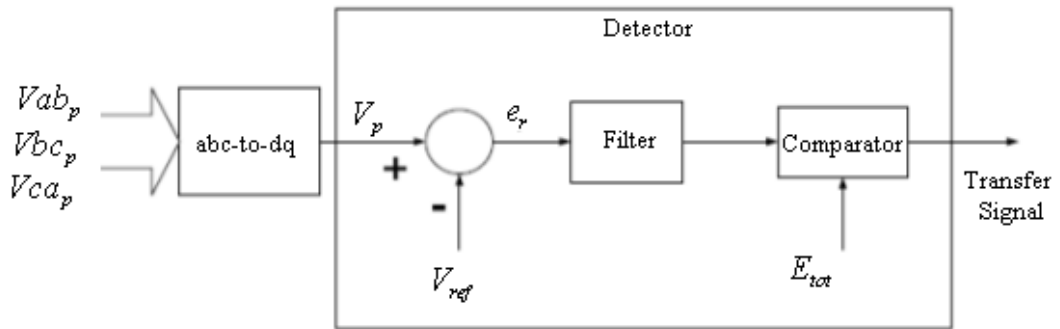 Detector
Vab_p
Vbc_p
Vca_p
abc-to-dq
V_p
+
-
V_ref
e_r
Filter
Comparator
E_tot
Transfer
Signal